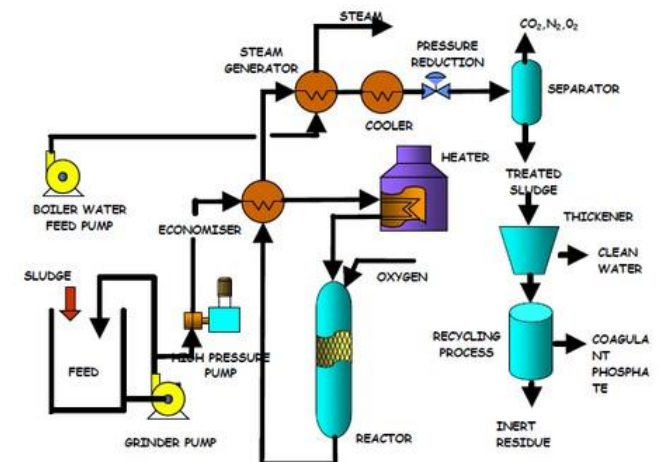 STEAM
CO2,N2,O2
STEAM
GENERATOR
PRESSURE
REDUCTION
SEPARATOR
COOLER
HEATER
BOILER WATER
FEED PUMP
TREATED
SLUDGE
ECONOMISER
THICKENER
CLEAN
WATER
SLUDGE
OXYGEN
FEED
HIGH PRESSURE
PUMP
RECYCLING
PROCESS
COAGULA
NT
PHOSPHA
TE
GRINDER PUMP
REACTOR
INERT
RESIDUE